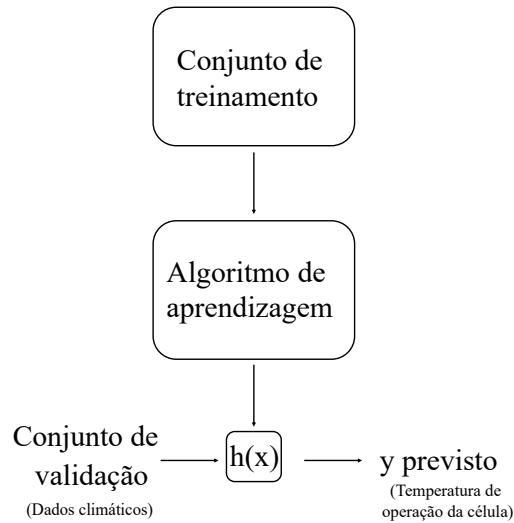 Conjunto de
treinamento
Algoritmo de
aprendizagem
Conjunto de
validação
(Dados climáticos)
h(x)
y previsto
(Temperatura de
operação da célula)